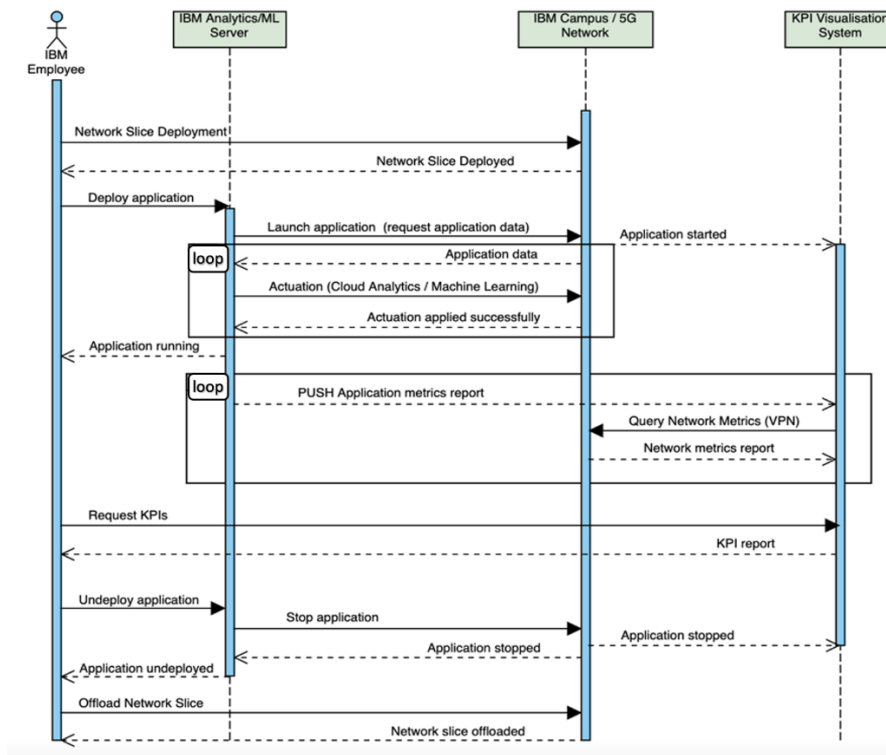 IBM Employee
IBM Analytics/ML
Server
IBM Campus / 5G
Network
KPI Visualisation
System
Network Slice Deployment
Network Slice Deployed
Deploy application
Launch application (request application data)
Application started
loop
Application data
Actuation (Cloud Analytics / Machine Learning)
Actuation applied successfully
Application running
loop
PUSH Application metrics report
Query Network Metrics (VPN)
Network metrics report
Request KPIs
KPI report
Undeploy application
Stop application
Application stopped
Application stopped
Application undeployed
Offload Network Slice
Network slice offloaded